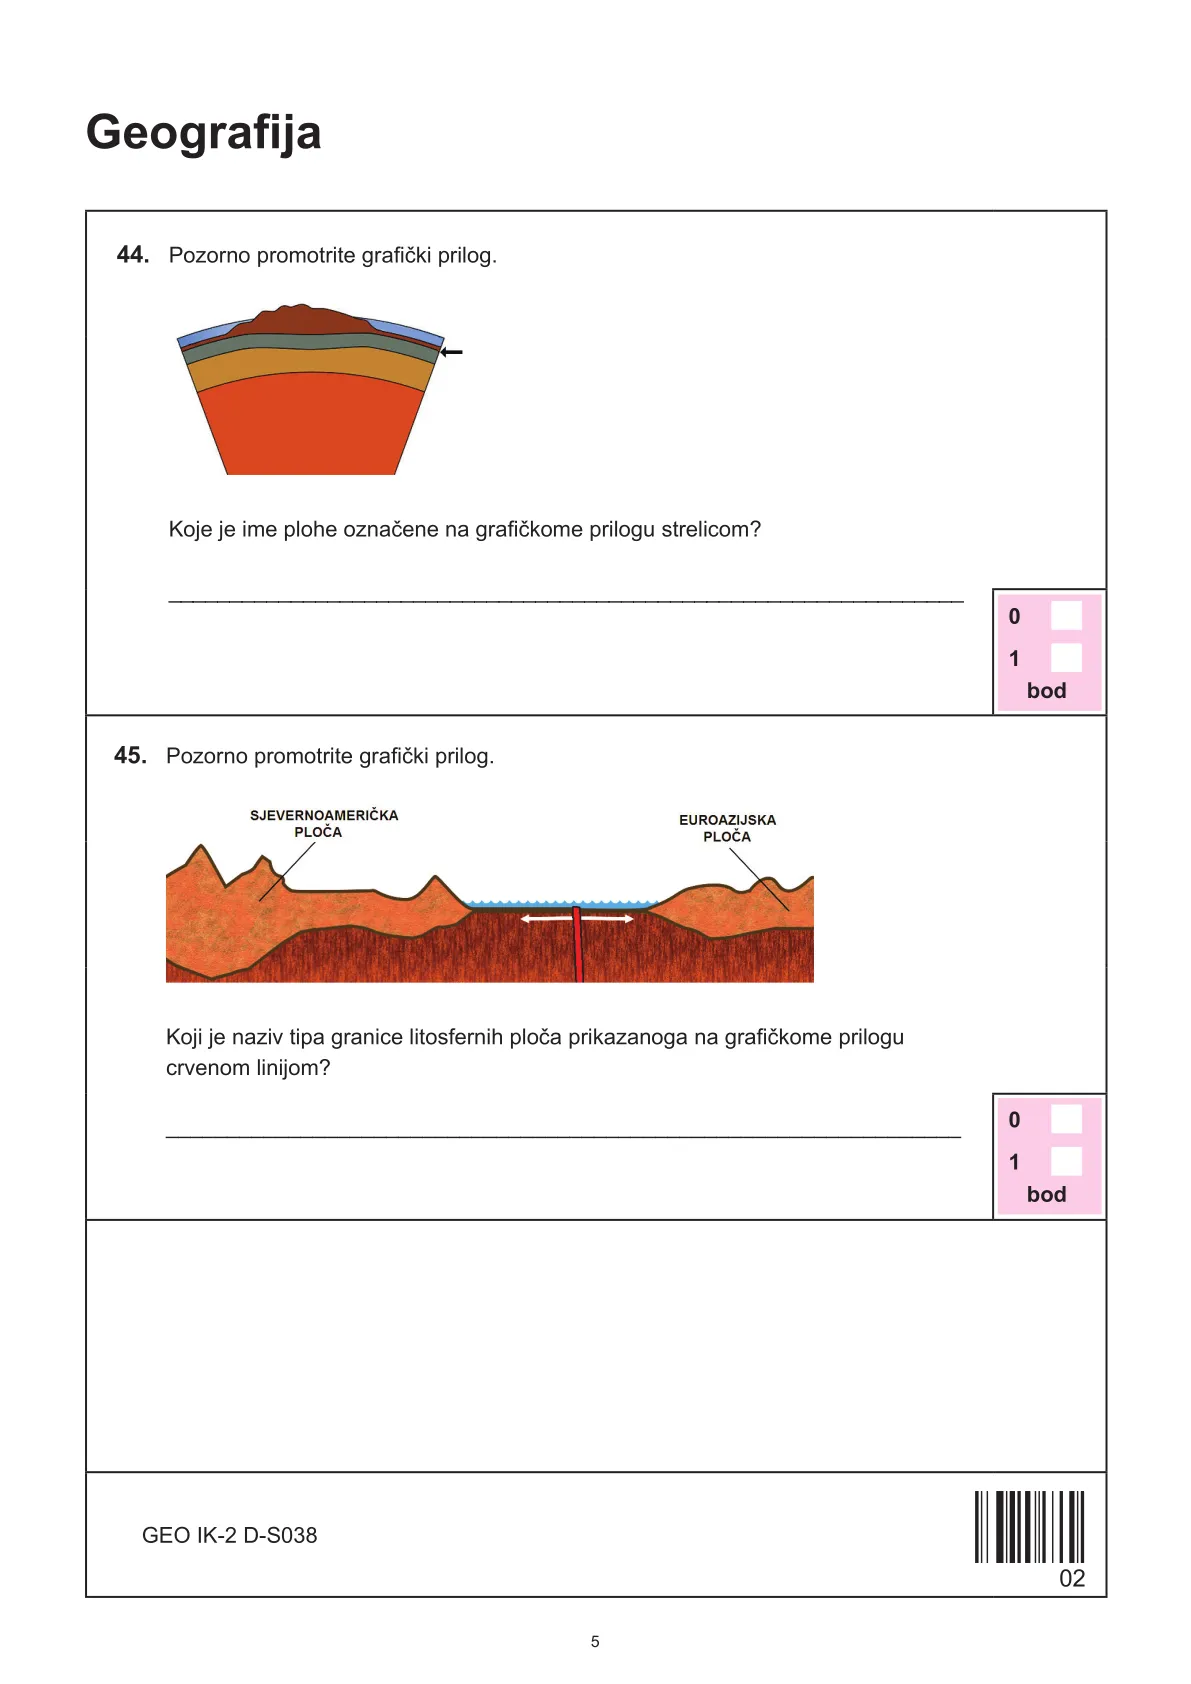 Geografija
44. Pozorno promotrite grafički prilog.
Koje je ime plohe označene na grafičkome prilogu strelicom?
0
1
bod
45. Pozorno promotrite grafički prilog.
SJEVERNOAMERIČKA
PLOČA
EUROAZIJSKA
PLOČA
Koji je naziv tipa granice litosfernih ploča prikazanoga na grafičkome prilogu
crvenom linijom?
0
1
bod
GEO IK-2 D-S038
02
5